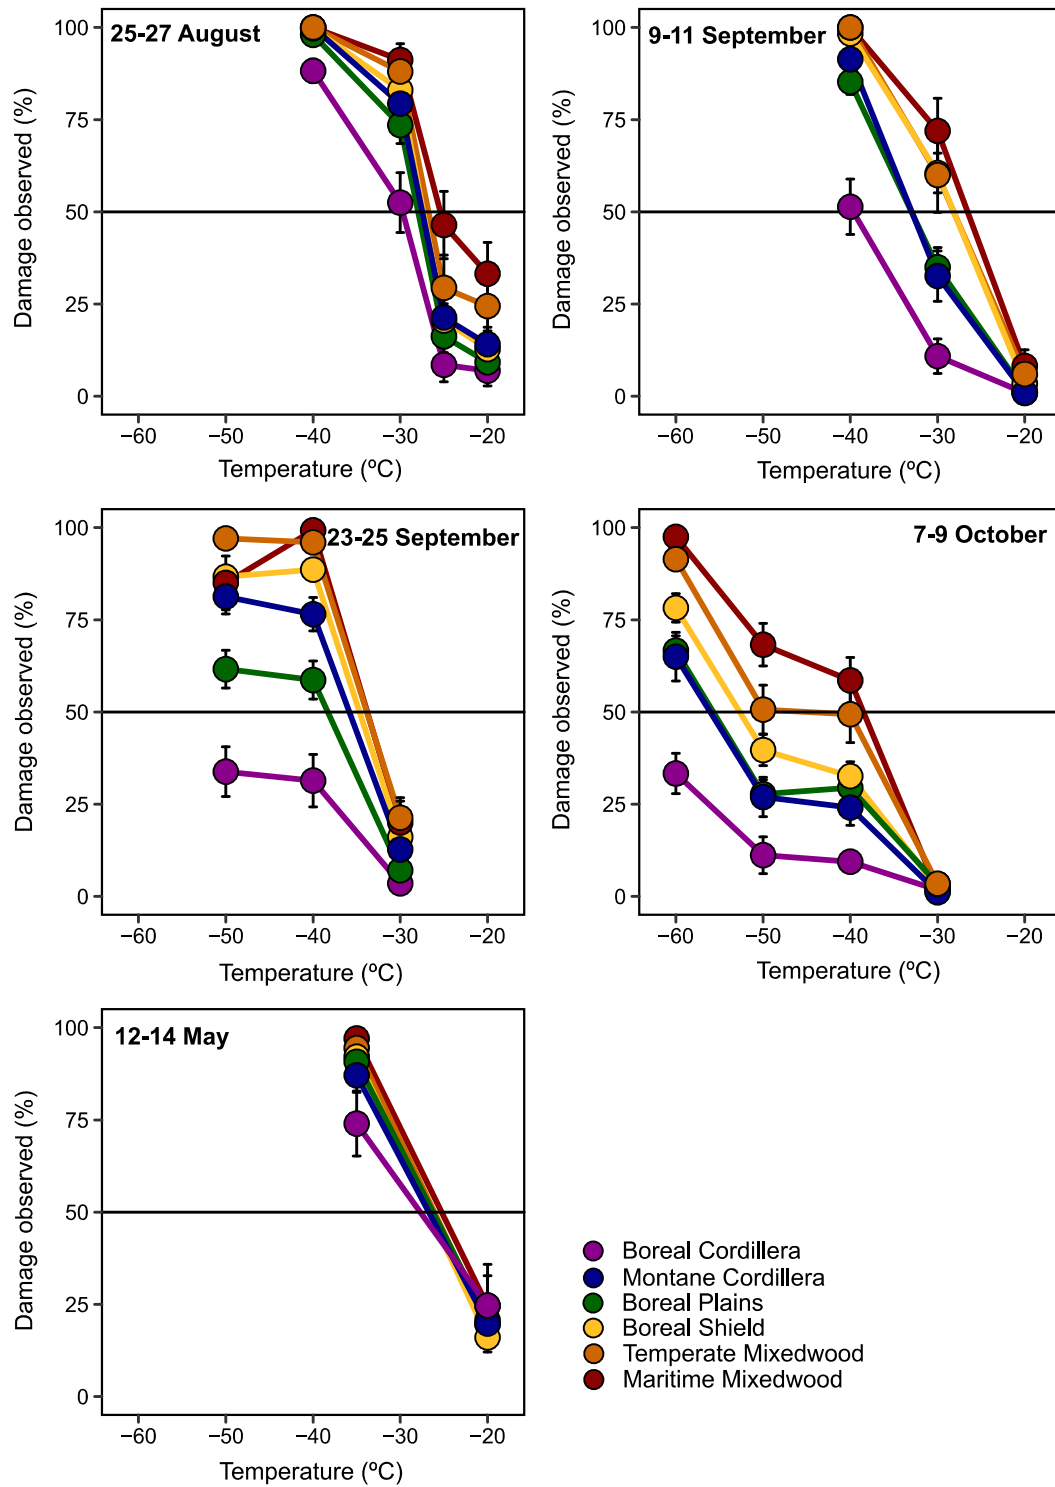 25-27 August
Damage observed (%)
100
75
50
25
0
−60 −50 −40 −30 −20
Temperature (ºC)
9-11 September
Damage observed (%)
100
75
50
25
0
−60 −50 −40 −30 −20
Temperature (ºC)
23-25 September
Damage observed (%)
100
75
50
25
0
−60 −50 −40 −30 −20
Temperature (ºC)
7-9 October
Damage observed (%)
100
75
50
25
0
−60 −50 −40 −30 −20
Temperature (ºC)
12-14 May
Damage observed (%)
100
75
50
25
0
−60 −50 −40 −30 −20
Temperature (ºC)
Boreal Cordillera
Montane Cordillera
Boreal Plains
Boreal Shield
Temperate Mixedwood
Maritime Mixedwood